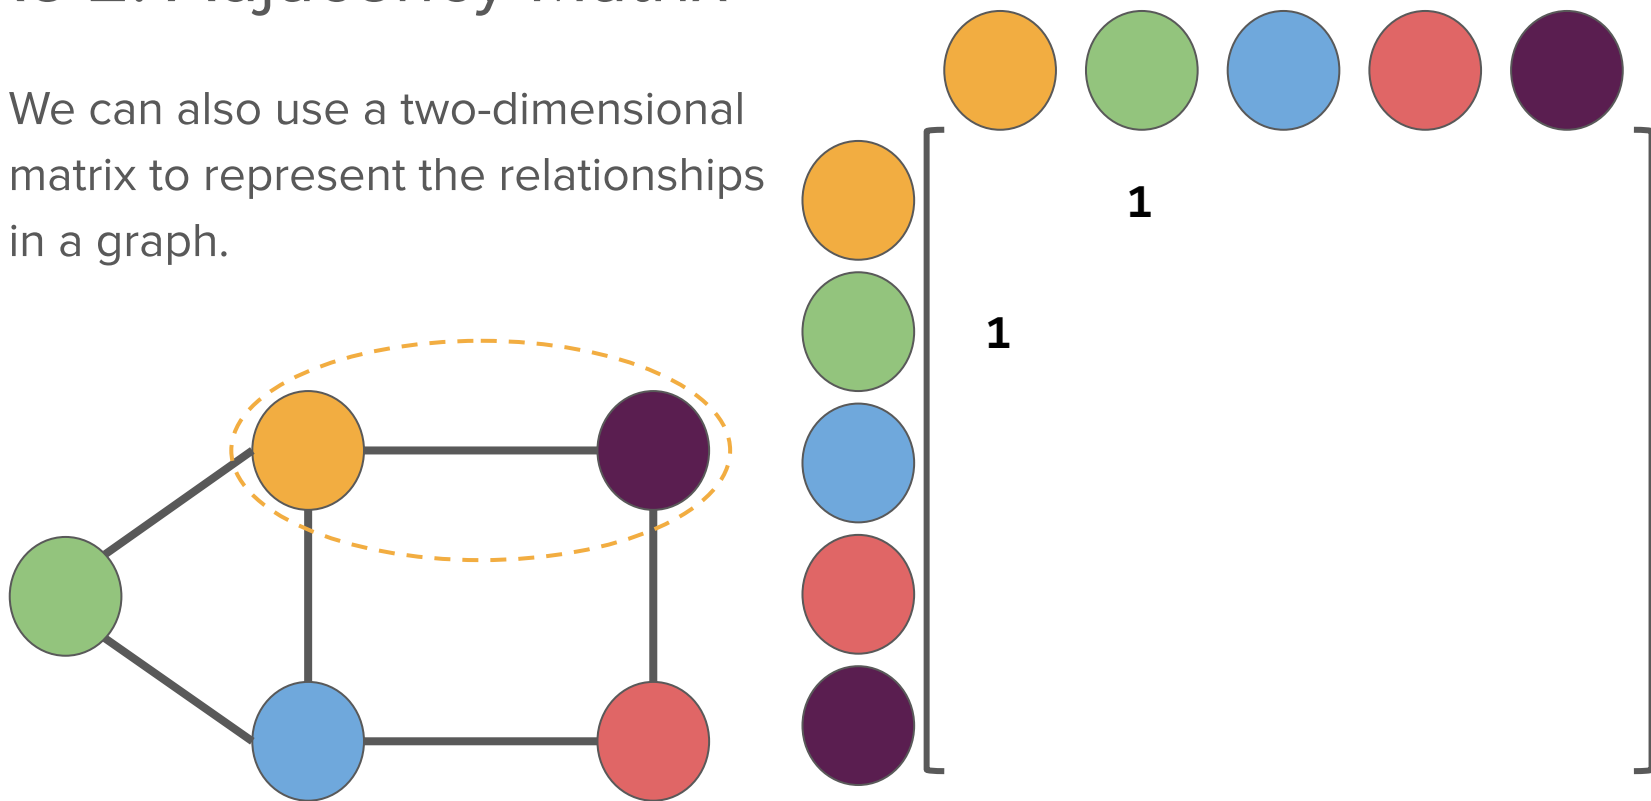 We can also use a two-dimensional
matrix to represent the relationships
in a graph.
1
1